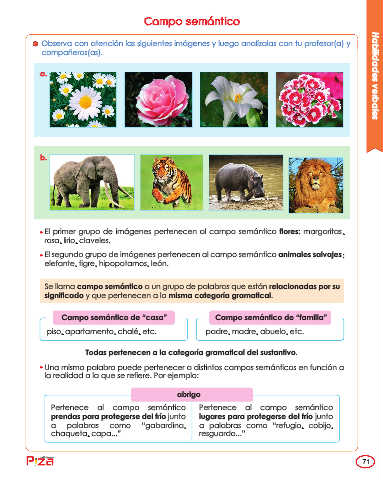 Campo semántico
Observa con atención las siguientes imágenes y luego analízalas con tu profesor(a) y
compañeros(as).
Habilidades verbales
a.
b.
• El primer grupo de imágenes pertenecen al campo semántico flores: margaritas,
rosa, lirio, claveles.
• El segundo grupo de imágenes pertenecen al campo semántico animales salvajes:
elefante, tigre, hipopotamos, león.
Se llama campo semántico a un grupo de palabras que están relacionadas por su
significado y que pertenecen a la misma categoría gramatical.
Campo semántico de "casa"
piso, apartamento, chalé, etc.
Campo semántico de "familia"
padre, madre, abuelo, etc.
Todas pertenecen a la categoría gramatical del sustantivo.
• Una misma palabra puede pertenecer a distintos campos semánticos en función a
la realidad a la que se refiere. Por ejemplo:
abrigo
Pertenece al campo semántico
prendas para protegerse del frío junto
a palabras como "gabardina,
chaqueta, capa..."
Pertenece al campo semántico
lugares para protegerse del frío junto
a palabras como "refugio, cobijo,
resguardo..."
71